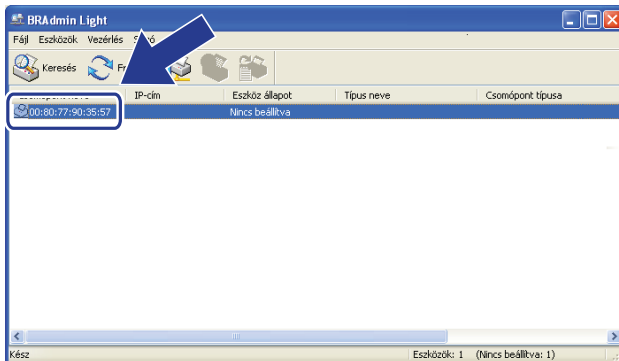 BRAdmin Light
Fájl Eszközök Vezérlés
Keresés
IP-cím Eszköz állapot Típus neve Csomópont típusa
00:80:77:90:35:57 Nincs beállítva
Kész Eszközök: 1 (Nincs beállítva: 1)